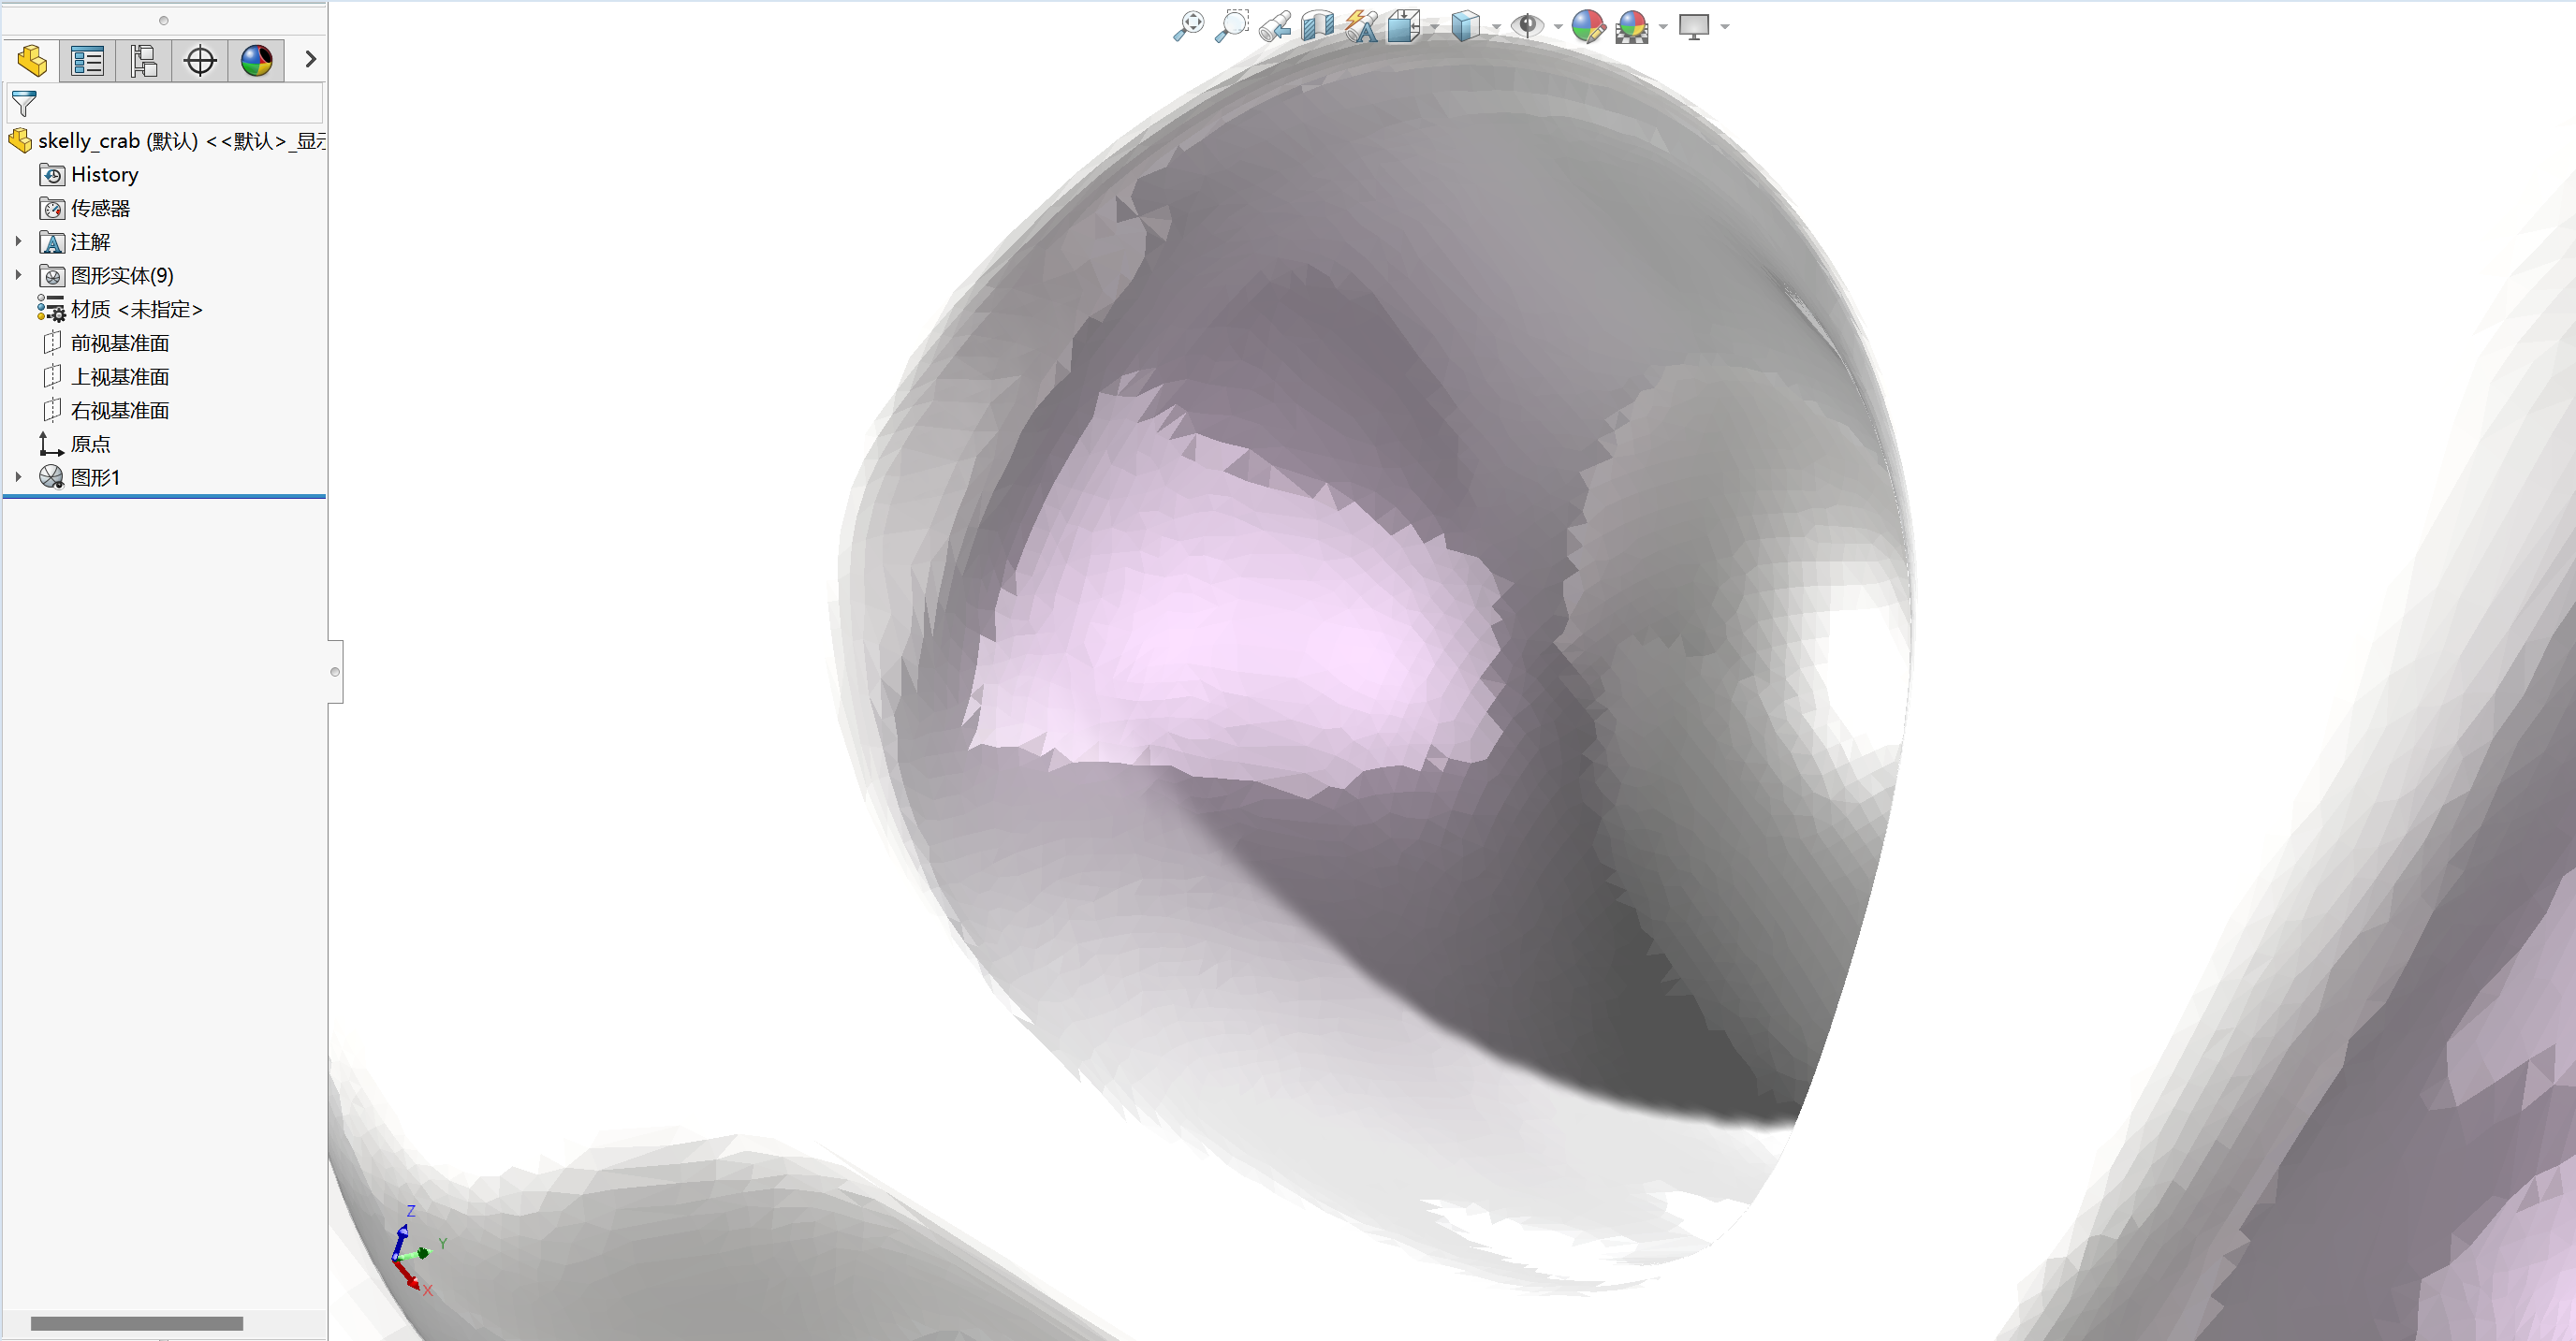 skelly_crab (默认) <<默认>_显示
History
传感器
注解
图形实体(9)
材质 <未指定>
前视基准面
上视基准面
右视基准面
原点
图形1
Z
Y
X